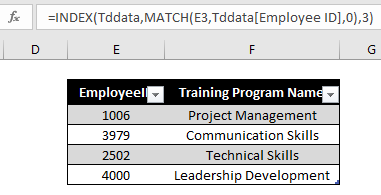 fx =INDEX(Tddata,MATCH(E3,Tddata[Employee ID],0),3)
D E F G
EmployeeI Training Program Name
1006 Project Management
3979 Communication Skills
2502 Technical Skills
4000 Leadership Development